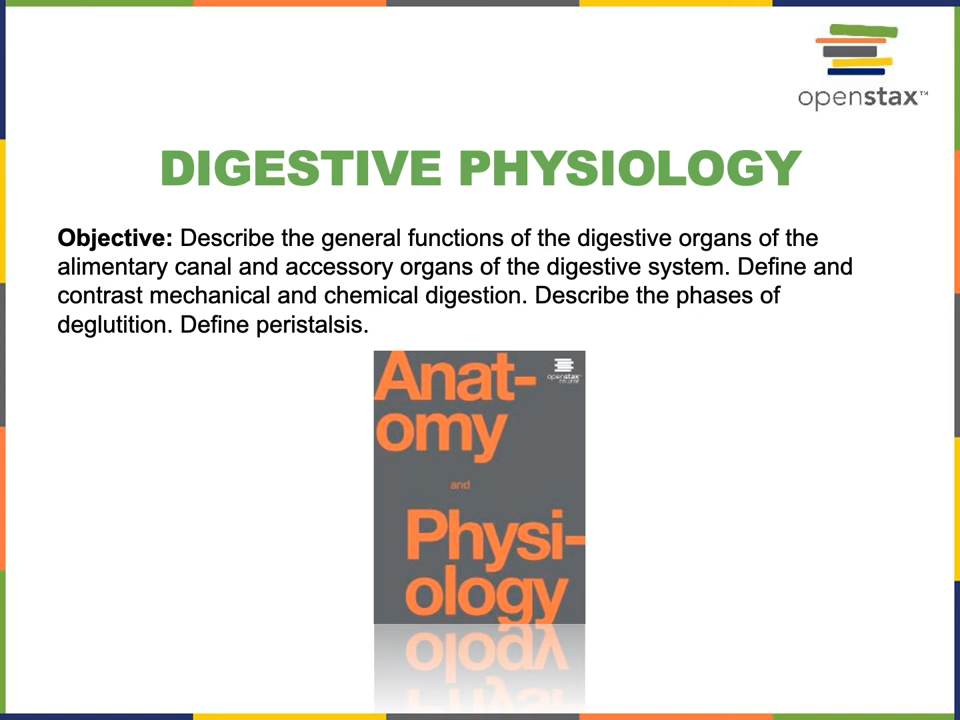 openstax™
DIGESTIVE PHYSIOLOGY
Objective: Describe the general functions of the digestive organs of the
alimentary canal and accessory organs of the digestive system. Define and
contrast mechanical and chemical digestion. Describe the phases of
deglutition. Define peristalsis.
openstax
Anat-
omy
and
Physi-
ology